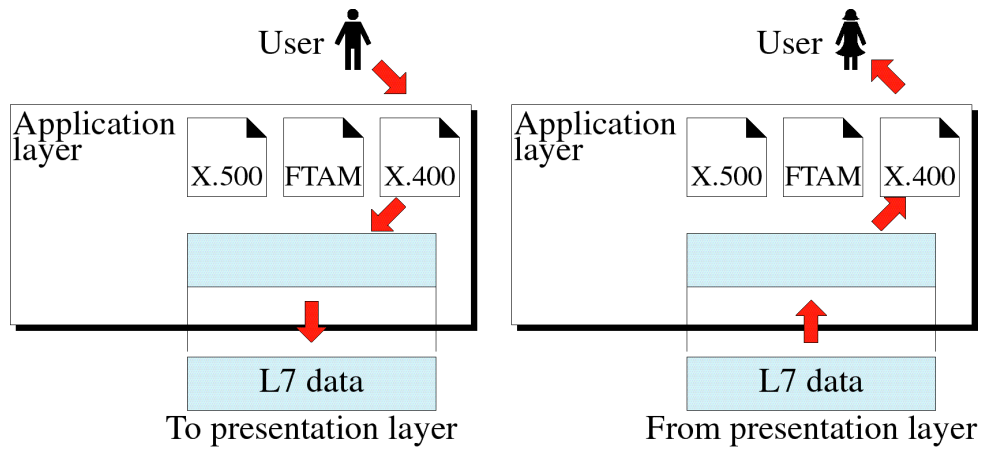 User
Application
layer
X.500
FTAM
X.400
L7 data
To presentation layer
User
Application
layer
X.500
FTAM
X.400
L7 data
From presentation layer